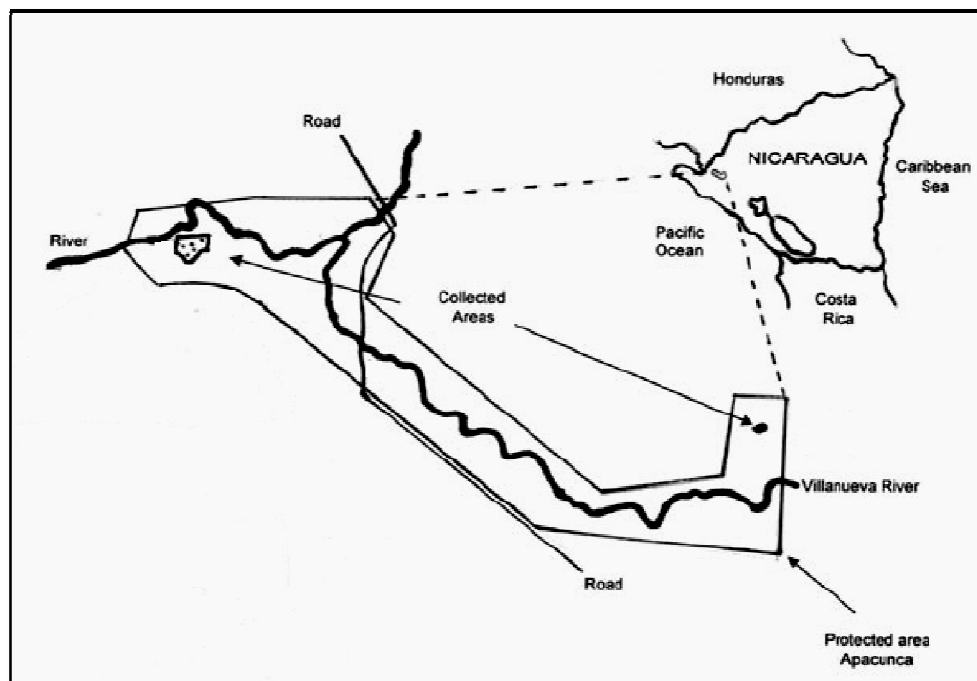 Honduras
Road
NICARAGUA
Caribbean
Sea
River
Pacific
Ocean
Collected
Areas
Costa
Rica
Villanueva River
Road
Protected area
Apacunca